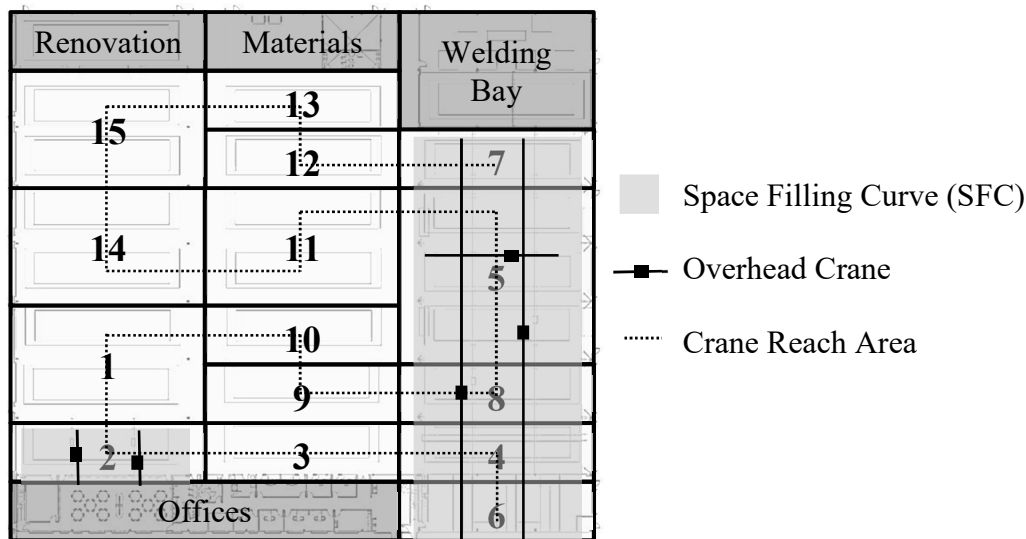 Renovation
Materials
Welding
Bay
13
15
12
7
14
11
5
10
1
9
8
2
3
4
Offices
6
Space Filling Curve (SFC)
Overhead Crane
Crane Reach Area